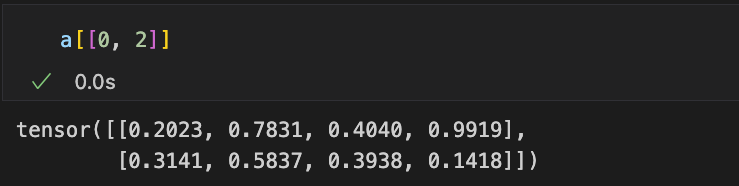 a[[0, 2]]
0.0s
tensor([[0.2023, 0.7831, 0.4040, 0.9919],
[0.3141, 0.5837, 0.3938, 0.1418]])